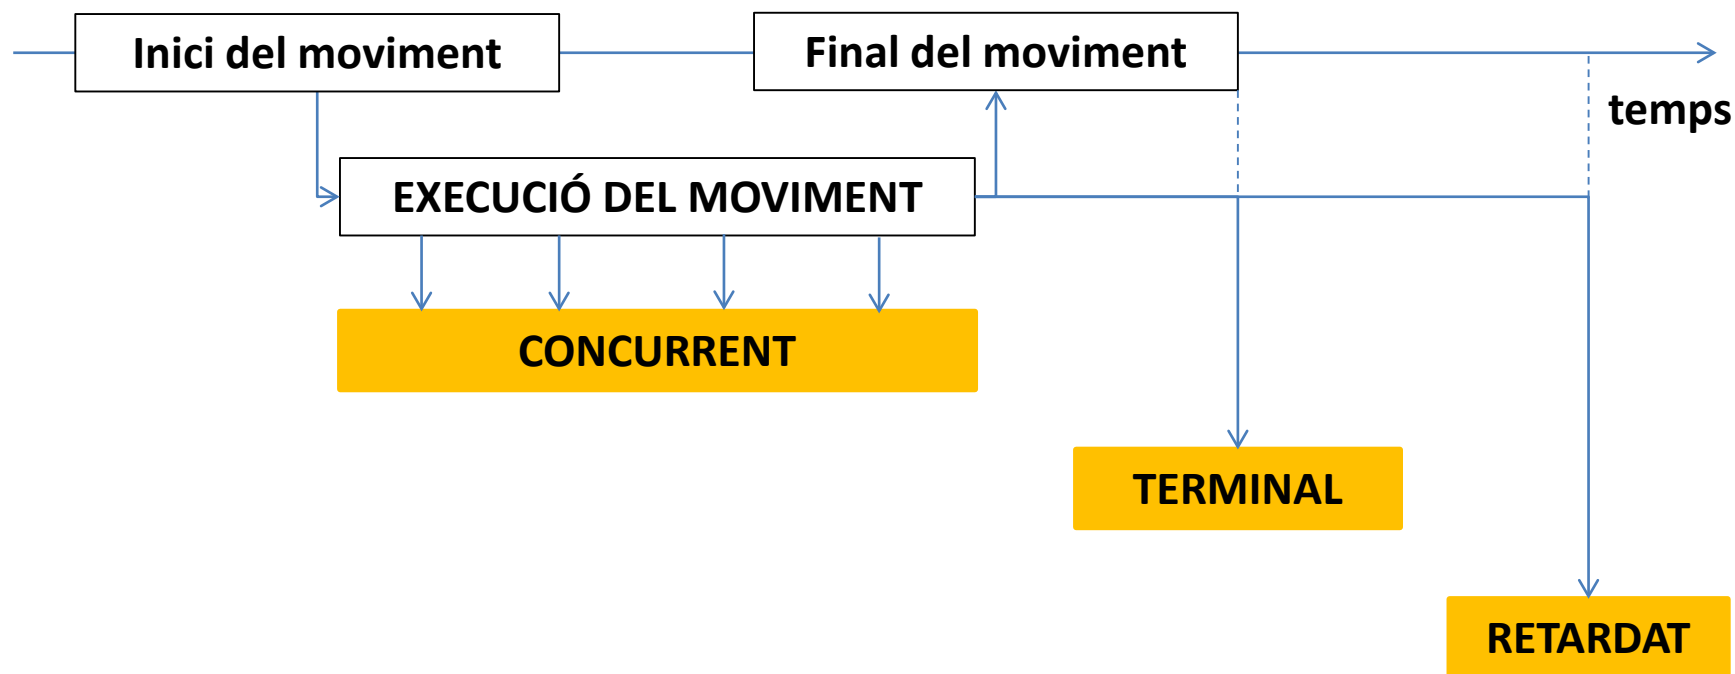 Inici del moviment
Final del moviment
temps
EXECUCIÓ DEL MOVIMENT
CONCURRENT
TERMINAL
RETARDAT